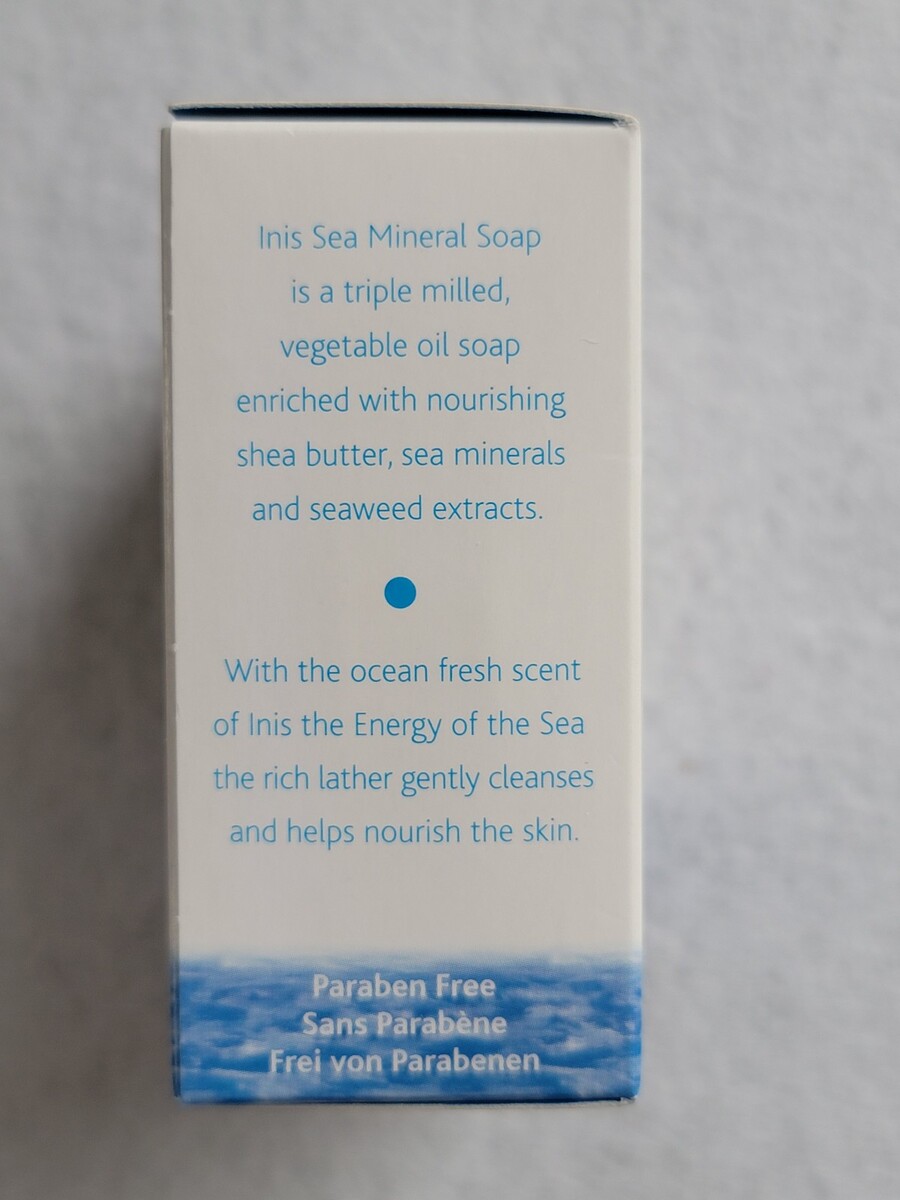 Inis Sea Mineral Soap
is a triple milled,
vegetable oil soap
enriched with nourishing
shea butter, sea minerals
and seaweed extracts.
With the ocean fresh scent
of Inis the Energy of the Sea
the rich lather gently cleanses
and helps nourish the skin.
Paraben Free
Sans Parabène
Frei von Parabenen